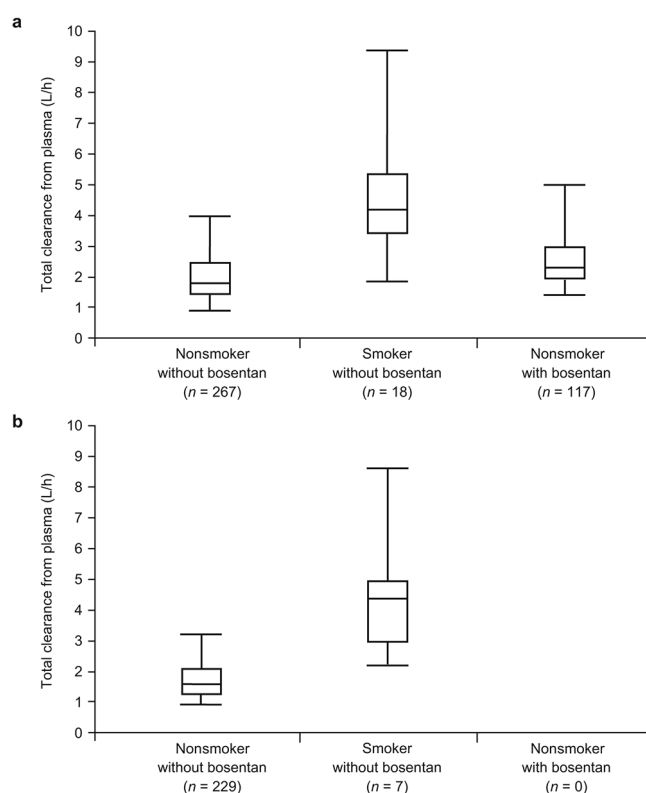 a
Total clearance from plasma (L/h)
10
9
8
7
6
5
4
3
2
1
0
Nonsmoker
without bosentan
(n = 267)
Smoker
without bosentan
(n = 18)
Nonsmoker
with bosentan
(n = 117)
b
Total clearance from plasma (L/h)
10
9
8
7
6
5
4
3
2
1
0
Nonsmoker
without bosentan
(n = 229)
Smoker
without bosentan
(n = 7)
Nonsmoker
with bosentan
(n = 0)